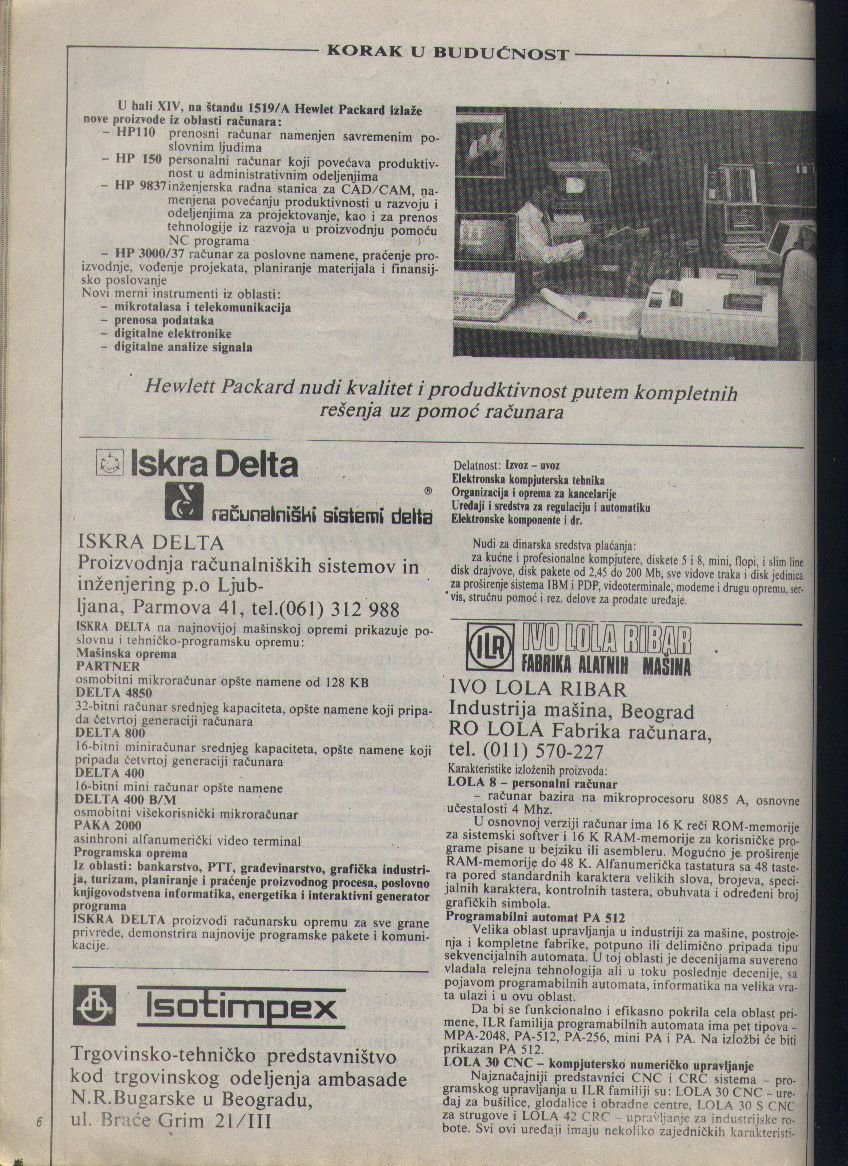 KORAK U BUDUĆNOST
U hali XIV, na štandu 1519/A Hewlet Packard izlaže
nove proizvode iz oblasti računara:
– HP110 prenosni računar namenjen savremenim po-
slovnim ljudima
– HP 150 personalni računar koji povećava produktiv-
nost u administrativnim odeljenjima
– HP 9837 inženjerska radna stanica za CAD/CAM, na-
menjena povećanju produktivnosti u razvoju i
odeljenjima za projektovanje, kao i za prenos
tehnologije iz razvoja u proizvodnju pomoću
NC programa
– HP 3000/37 računar za poslovne namene, praćenje pro-
izvodnje, vođenje projekata, planiranje materijala i finansij-
sko poslovanje
Novi merni instrumenti iz oblasti:
– mikrotalasa i telekomunikacija
– prenosa podataka
– digitalne elektronike
– digitalne analize signala
Hewlett Packard nudi kvalitet i produdktivnost putem kompletnih
rešenja uz pomoć računara
Iskra Delta
računalniški sistemi delta ®
ISKRA DELTA
Proizvodnja računalniških sistemov in
inženjering p.o Ljub-
ljana, Parmova 41, tel.(061) 312 988
ISKRA DELTA na najnovijoj mašinskoj opremi prikazuje po-
slovnu i tehničko-programsku opremu:
Mašinska oprema
PARTNER
osmobitni mikroračunar opšte namene od 128 KB
DELTA 4850
32-bitni računar srednjeg kapaciteta, opšte namene koji pripa-
da četvrtoj generaciji računara
DELTA 800
16-bitni miniračunar srednjeg kapaciteta, opšte namene koji
pripada četvrtoj generaciji računara
DELTA 400
16-bitni mini računar opšte namene
DELTA 400 B/M
osmobitni višekorisnički mikroračunar
PAKA 2000
asinhroni alfanumerički video terminal
Programska oprema
Iz oblasti: bankarstvo, PTT, građevinarstvo, grafička industri-
ja, turizam, planiranje i praćenje proizvodnog procesa, poslovno
knjigovodstvena informatika, energetika i interaktivni generator
programa
ISKRA DELTA proizvodi računarsku opremu za sve grane
privrede, demonstrira najnovije programske pakete i komuni-
kacije.
Isotimpex
Trgovinsko-tehničko predstavništvo
kod trgovinskog odeljenja ambasade
N.R.Bugarske u Beogradu,
ul. Braće Grim 21/III
Delatnost: Izvoz – uvoz
Elektronska kompjuterska tehnika
Organizacija i oprema za kancelarije
Uređaji i sredstva za regulaciju i automatiku
Elektronske komponente i dr.
Nudi za dinarska sredstva plaćanja:
za kućne i profesionalne kompjutere, diskete 5 i 8, mini, flopi, i slim line
disk drajvove, disk pakete od 2,45 do 200 Mb, sve vidove traka i disk jedinica
za proširenje sistema IBM i PDP, videoterminale, modeme i drugu opremu, ser-
vis, stručnu pomoć i rez. delove za prodate uređaje.
ILR IVO LOLA RIBAR
FABRIKA ALATNIH MAŠINA
IVO LOLA RIBAR
Industrija mašina, Beograd
RO LOLA Fabrika računara,
tel. (011) 570-227
Karakteristike izloženih proizvoda:
LOLA 8 – personalni računar
– računar bazira na mikroprocesoru 8085 A, osnovne
učestalosti 4 Mhz.
U osnovnoj verziji računar ima 16 K reči ROM-memorije
za sistemski softver i 16 K RAM-memorije za korisničke pro-
grame pisane u bejziku ili asembleru. Mogućno je proširenje
RAM-memorije do 48 K. Alfanumerička tastatura sa 48 taste-
ra pored standardnih karaktera velikih slova, brojeva, speci-
jalnih karaktera, kontrolnih tastera, obuhvata i određeni broj
grafičkih simbola.
Programabilni automat PA 512
Velika oblast upravljanja u industriji za mašine, postroje-
nja i kompletne fabrike, potpuno ili delimično pripada tipu
sekvencijalnih automata. U toj oblasti je decenijama suvereno
vladala relejna tehnologija ali u toku poslednje decenije, sa
pojavom programabilnih automata, informatika na velika vra-
ta ulazi i u ovu oblast.
Da bi se funkcionalno i efikasno pokrila cela oblast pri-
mene, ILR familija programabilnih automata ima pet tipova –
MPA-2048, PA-512, PA-256, mini PA i PA. Na izložbi će biti
prikazan PA 512.
LOLA 30 CNC – kompjutersko numeričko upravljanje
Najznačajniji predstavnici CNC i CRC sistema – pro-
gramskog upravljanja u ILR familiji su: LOLA 30 CNC – ure-
đaj za bušilice, glodalice i obradne centre, LOLA 30 S CNC
za strugove i LOLA 42 CRC – upravljanje za industrijske ro-
bote. Svi ovi uređaji imaju nekoliko zajedničkih karakteristi-
6